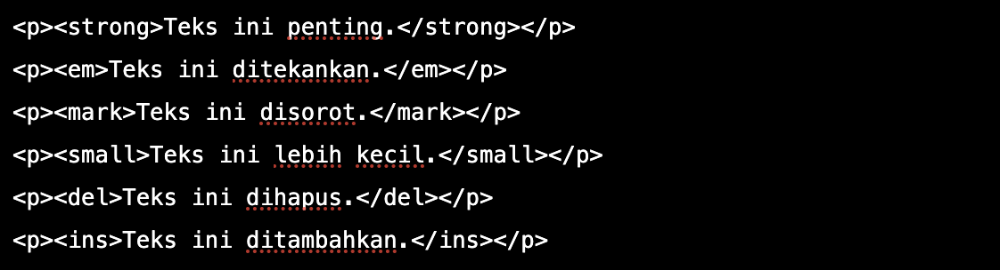 <p><strong>Teks ini penting.</strong></p>
<p><em>Teks ini ditekankan.</em></p>
<p><mark>Teks ini disorot.</mark></p>
<p><small>Teks ini lebih kecil.</small></p>
<p><del>Teks ini dihapus.</del></p>
<p><ins>Teks ini ditambahkan.</ins></p>